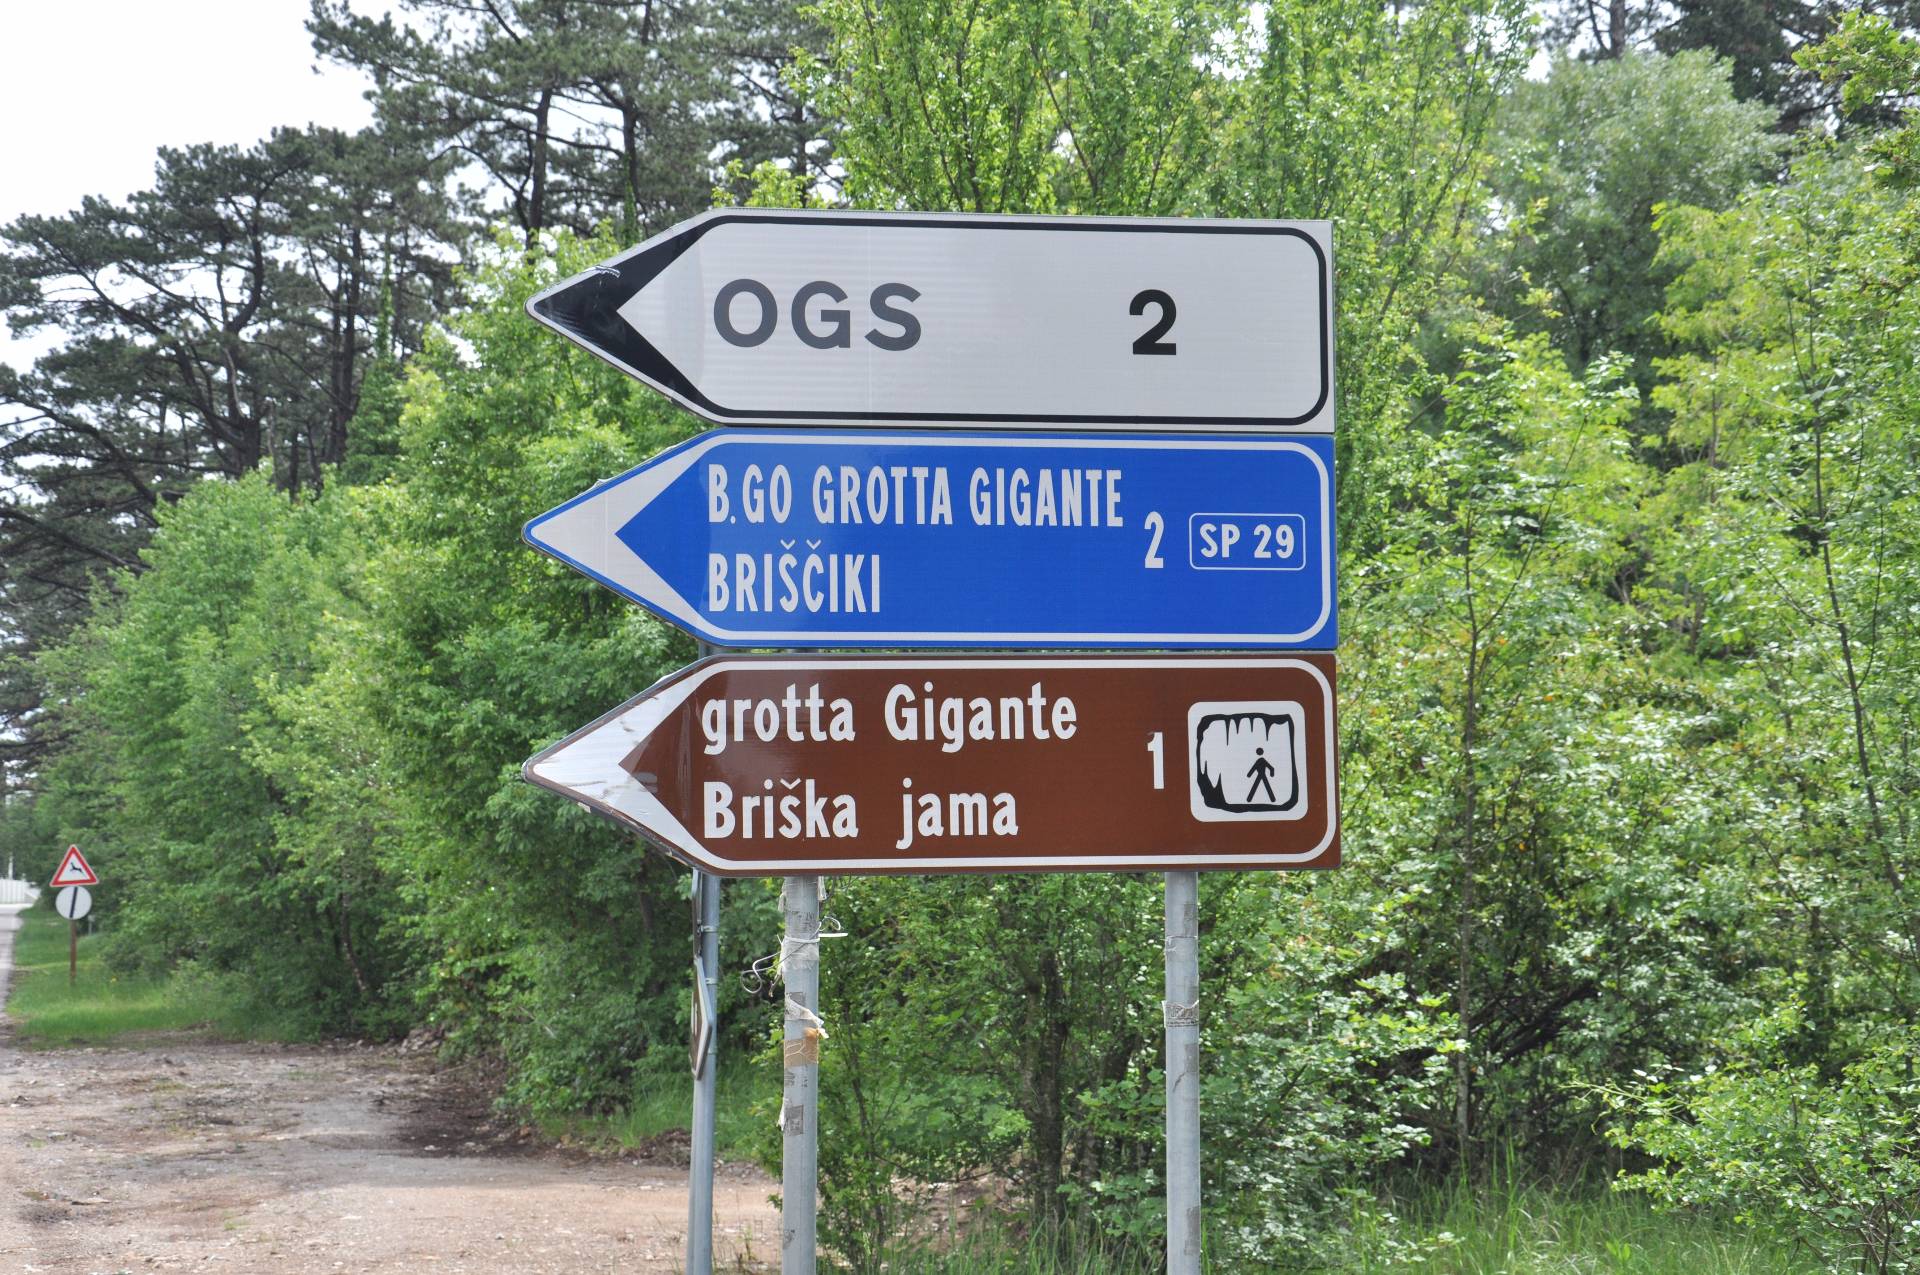 OGS 2
B.GO GROTTA GIGANTE
BRIŠČIKI
2 SP 29
grotta Gigante
Briška jama
1